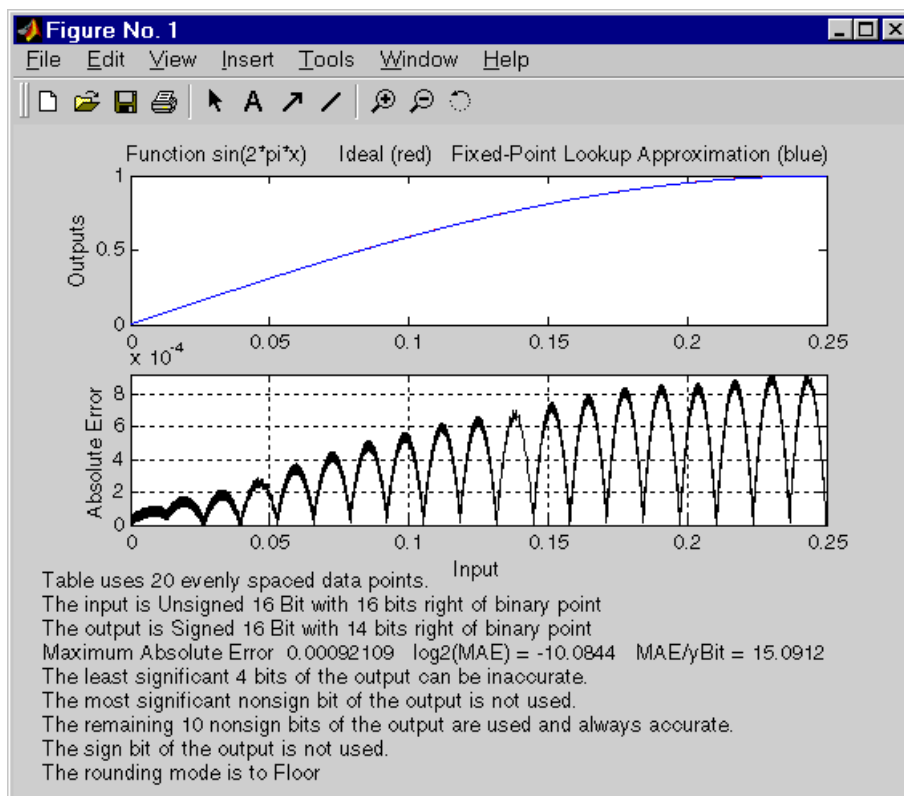 Figure No. 1
File Edit View Insert Tools Window Help
A
Function sin(2*pi*x) Ideal (red) Fixed-Point Lookup Approximation (blue)
1
0.5
0
Outputs
0 0.05 0.1 0.15 0.2 0.25
x 10-4
8
6
4
2
0
Absolute Error
0 0.05 0.1 0.15 0.2 0.25
Input
Table uses 20 evenly spaced data points.
The input is Unsigned 16 Bit with 16 bits right of binary point
The output is Signed 16 Bit with 14 bits right of binary point
Maximum Absolute Error 0.00092109 log2(MAE) = -10.0844 MAE/yBit = 15.0912
The least significant 4 bits of the output can be inaccurate.
The most significant nonsign bit of the output is not used.
The remaining 10 nonsign bits of the output are used and always accurate.
The sign bit of the output is not used.
The rounding mode is to Floor